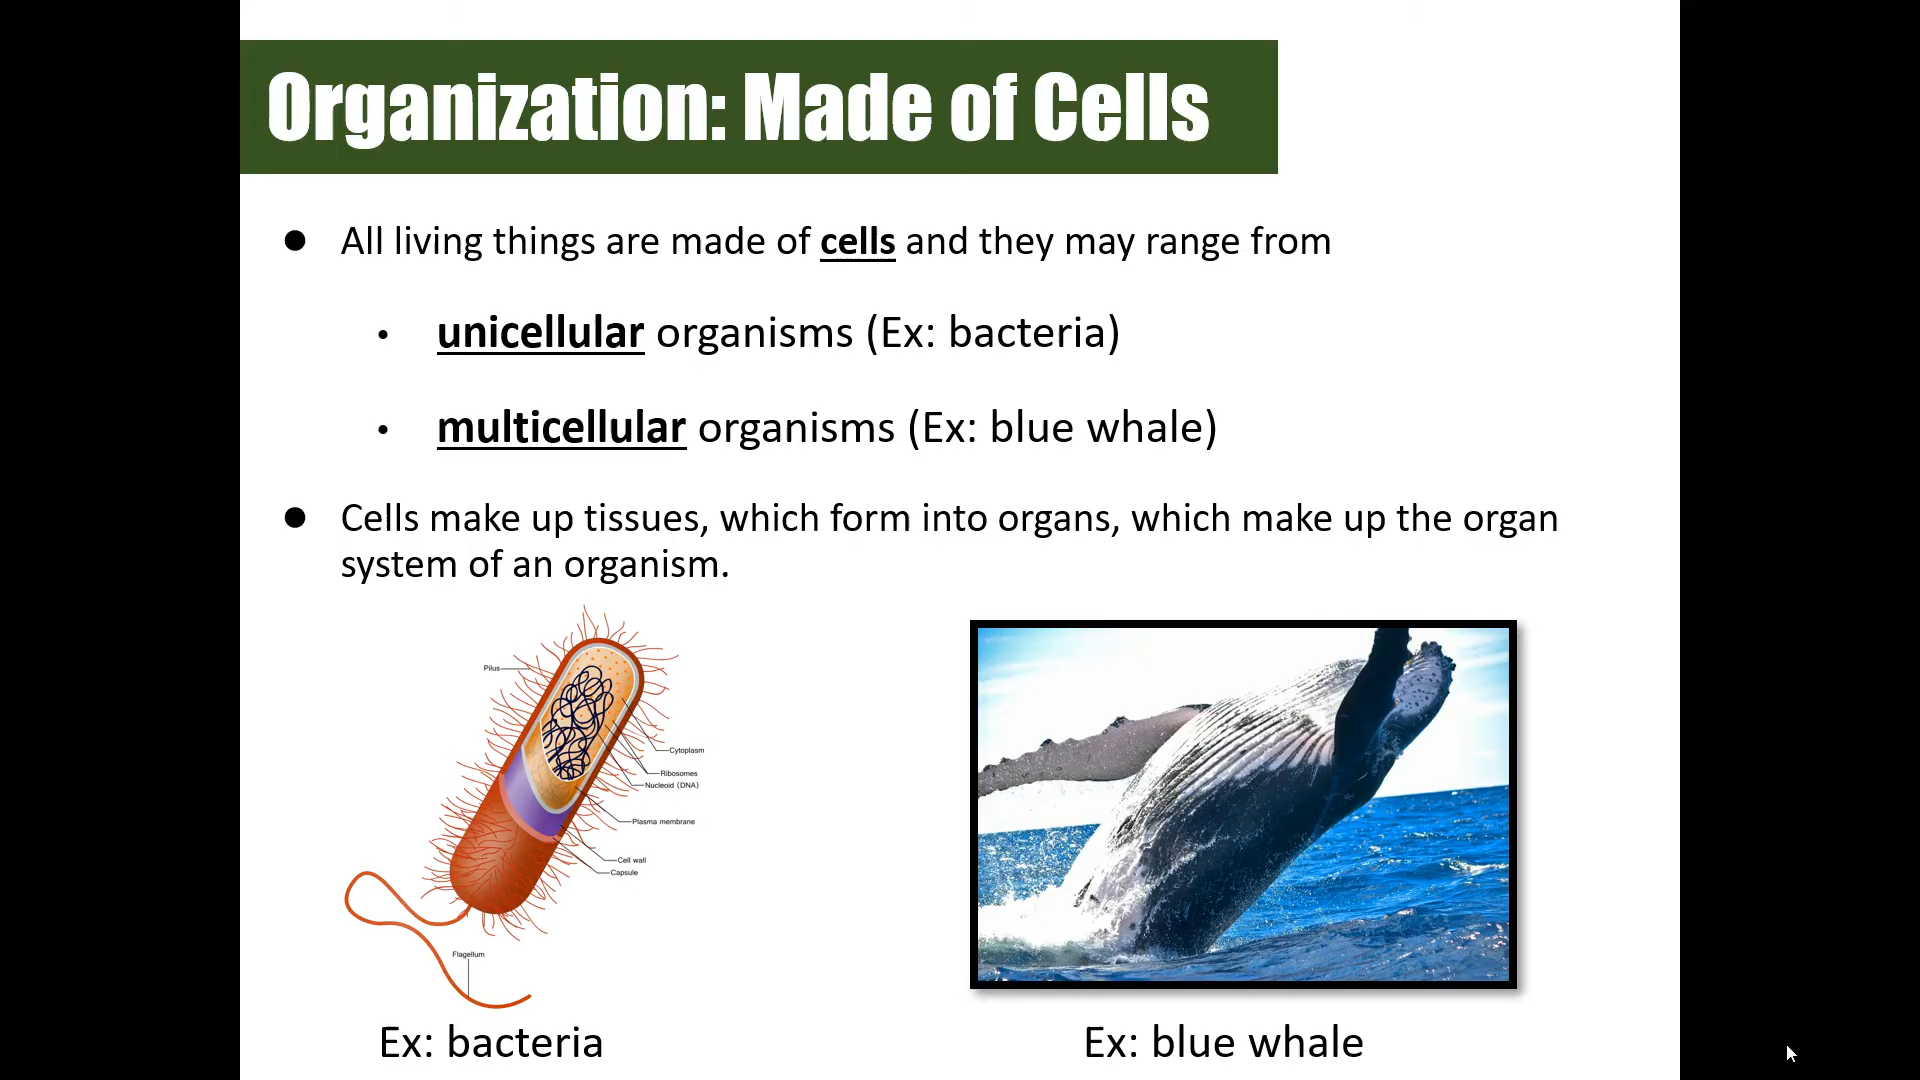 Organization: Made of Cells
● All living things are made of cells and they may range from
• unicellular organisms (Ex: bacteria)
• multicellular organisms (Ex: blue whale)
● Cells make up tissues, which form into organs, which make up the organ
system of an organism.
Pilus
Cytoplasm
Ribosomes
Nucleoid (DNA)
Plasma membrane
Cell wall
Capsule
Flagellum
Ex: bacteria
Ex: blue whale